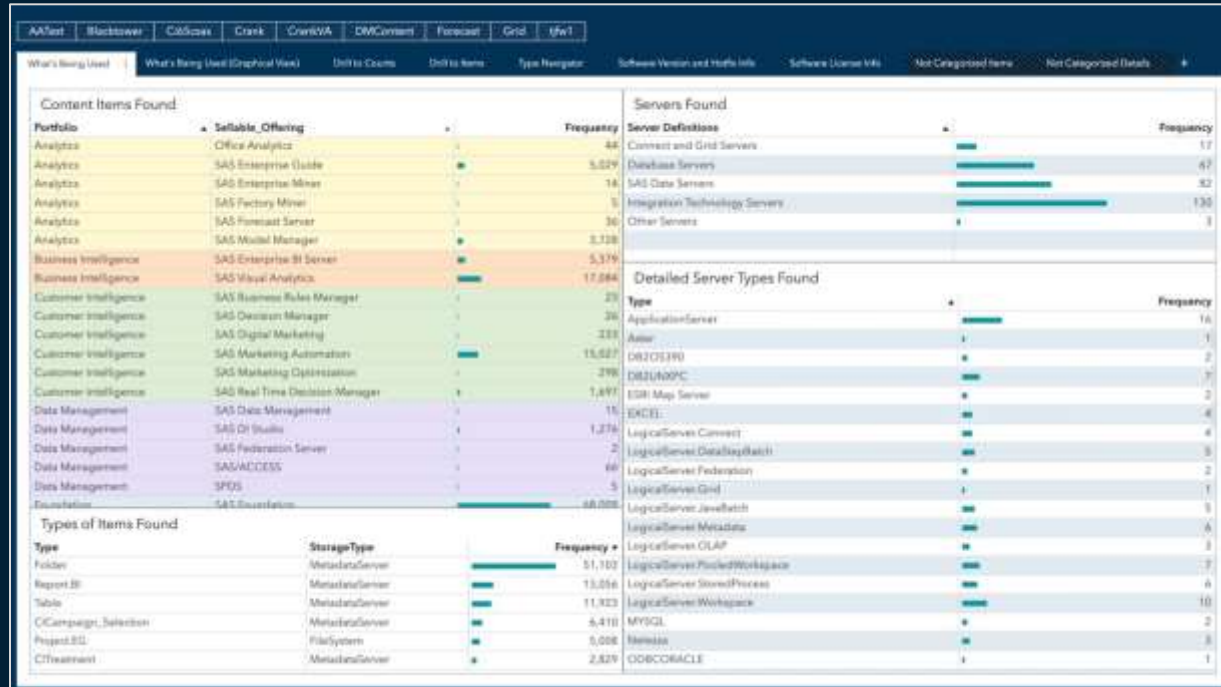 AATest Blacktower CrankVA DMContent Forecast Grid tjfw1
What's Being Used What's Being Used (Graphical View) Drill to Counts Drill to Items Type Navigator Software Version and Hotfix Info Software License Info Not Categorized Items Not Categorized Details +
Content Items Found
Portfolio Sellable_Offering Frequency
Analytics Office Analytics 44
Analytics SAS Enterprise Guide 5,029
Analytics SAS Enterprise Miner 14
Analytics SAS Factory Miner 5
Analytics SAS Forecast Server 36
Analytics SAS Model Manager
Business Intelligence SAS Enterprise BI Server 5,579
Business Intelligence SAS Visual Analytics 17,084
Customer Intelligence SAS Business Rules Manager 23
Customer Intelligence SAS Decision Manager 26
Customer Intelligence SAS Digital Marketing 233
Customer Intelligence SAS Marketing Automation 15,027
Customer Intelligence SAS Marketing Optimization 298
Customer Intelligence SAS Real Time Decision Manager 1,697
Data Management SAS Data Management 15
Data Management SAS DI Studio 1,276
Data Management SAS Federation Server 2
Data Management SAS/ACCESS 66
Data Management SPDS 5
Foundation SAS Foundation
Types of Items Found
Type StorageType Frequency
Folder MetadataServer 51,102
Report.BI MetadataServer 13,056
Table MetadataServer 11,923
CICampaign_Selection MetadataServer 6,410
Project.EG FileSystem 5,008
CITreatment MetadataServer 2,829
Servers Found
Server Definitions Frequency
Connect and Grid Servers 17
Database Servers 67
SAS Data Servers 82
Integration Technology Servers 130
Other Servers 3
Detailed Server Types Found
Type Frequency
ApplicationServer 16
Aster 1
DB2OS390 2
DB2UNXPC 7
ESRI Map Server 2
EXCEL 4
LogicalServer.Connect 4
LogicalServer.DataStepBatch 5
LogicalServer.Federation 2
LogicalServer.Grid 1
LogicalServer.JavaBatch 5
LogicalServer.Metadata 6
LogicalServer.OLAP 3
LogicalServer.PooledWorkspace 7
LogicalServer.StoredProcess 6
LogicalServer.Workspace 10
MYSQL 2
Netezza 3
ODBCORACLE 1